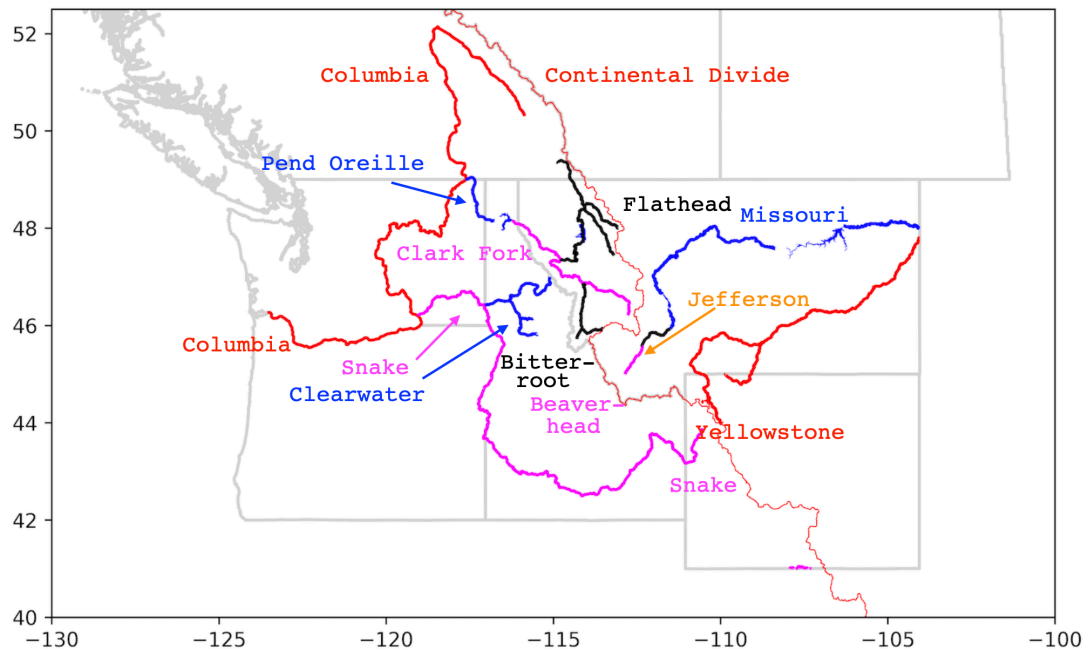 52
50
48
46
44
42
40
−130
−125
−120
−115
−110
−105
−100
Columbia
Continental Divide
Pend Oreille
Flathead
Missouri
Clark Fork
Jefferson
Columbia
Snake
Bitter-
root
Clearwater
Beaver-
head
Yellowstone
Snake